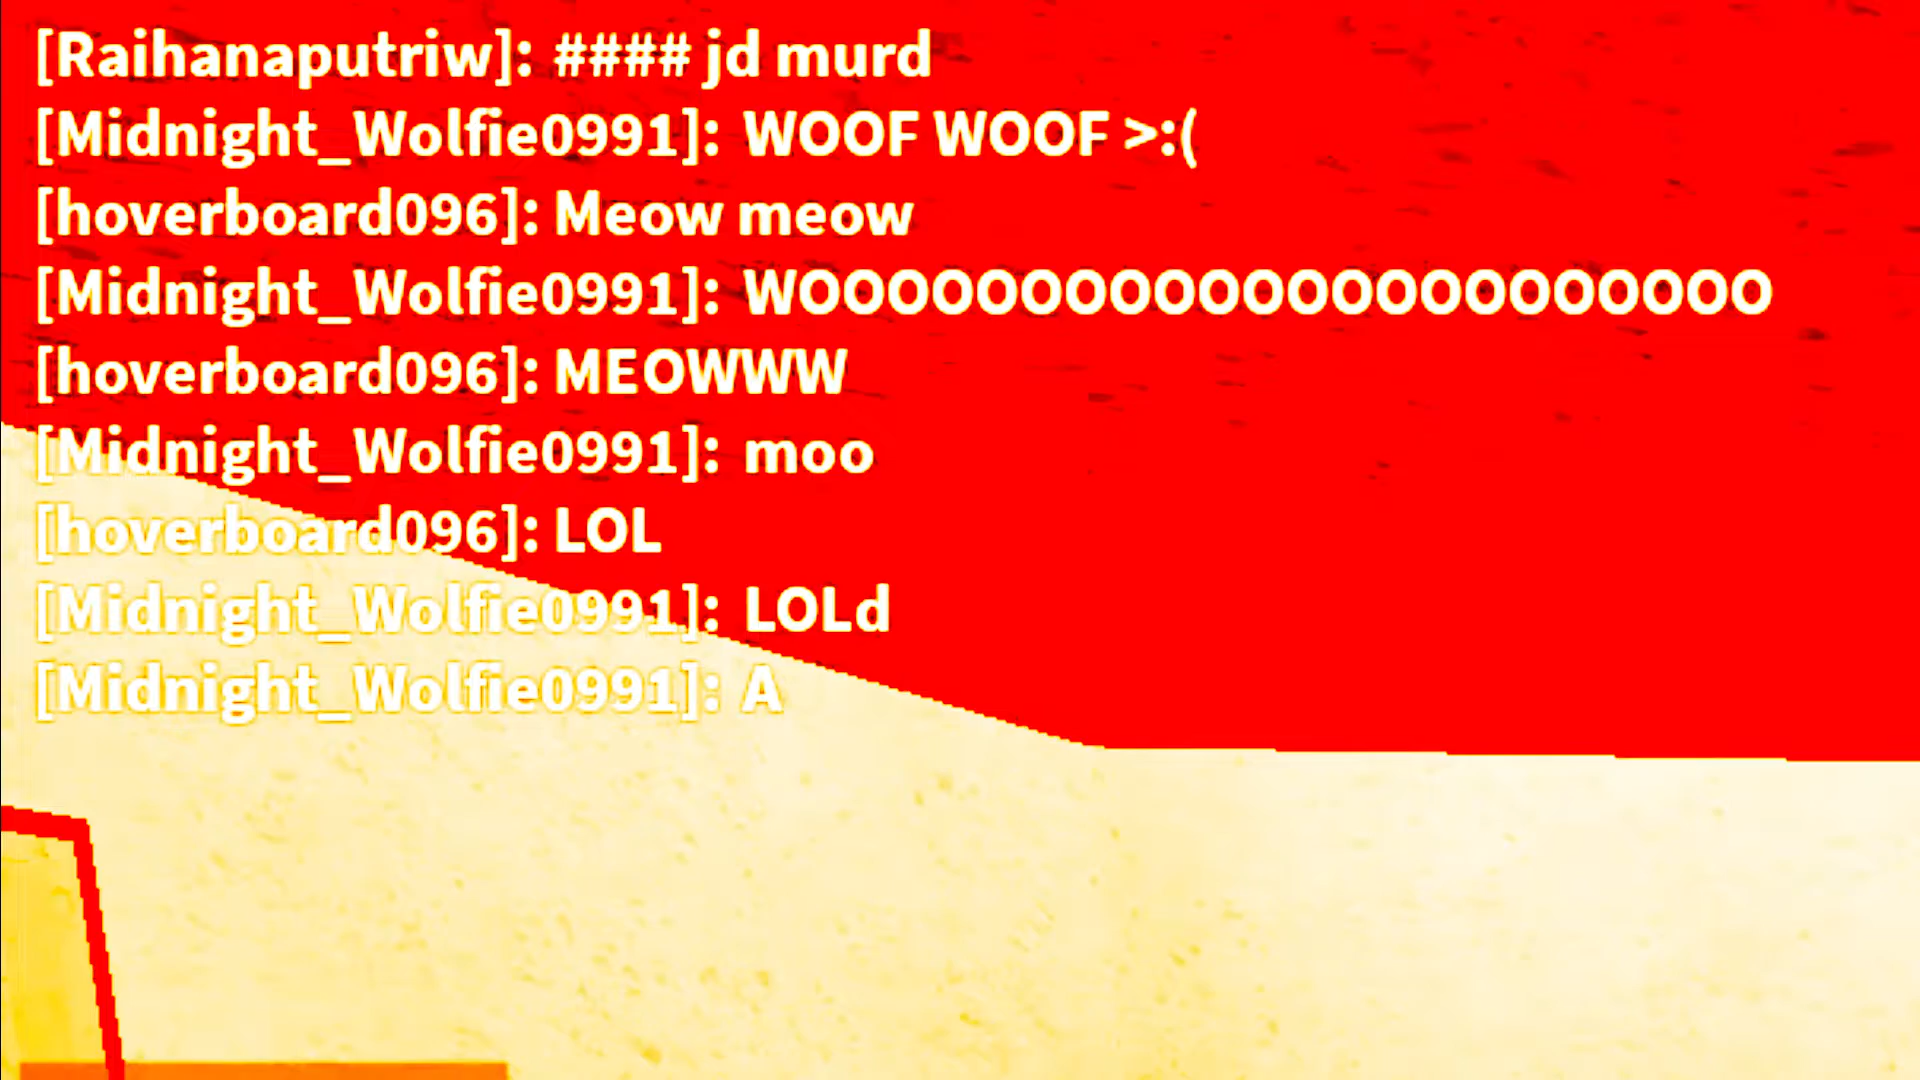 [Raihanaputriw]: #### jd murd
[Midnight_Wolfie0991]: WOOF WOOF >:(
[hoverboard096]: Meow meow
[Midnight_Wolfie0991]: WOOOOOOOOOOOOOOOOOOOOOO
[hoverboard096]: MEOWWW
[Midnight_Wolfie0991]: moo
[hoverboard096]: LOL
[Midnight_Wolfie0991]: LOLd
[Midnight_Wolfie0991]: A